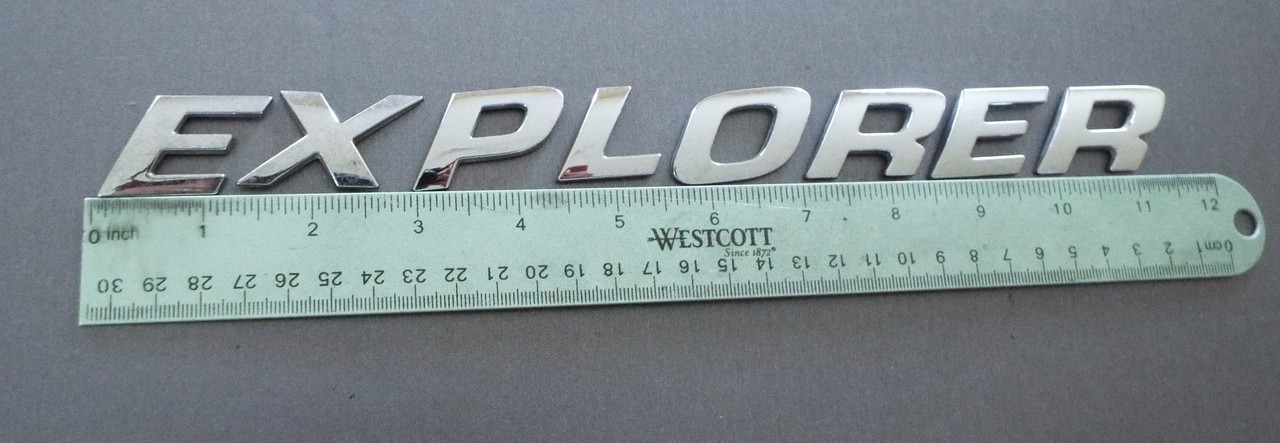 EXPLORER
0 inch 1 2 3 4 5 6 7 8 9 10 11 12
WESTCOTT
Since 1872®
30 29 28 27 26 25 24 23 22 21 20 19 18 17 16 15 14 13 12 11 10 9 8 7 6 5 4 3 2 1 0 cm